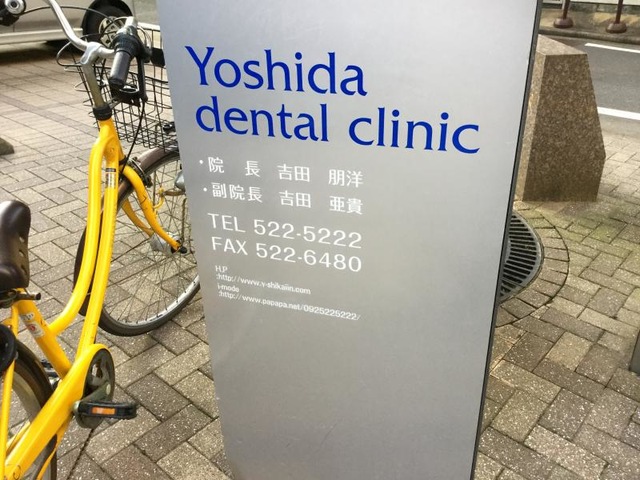 Yoshida
dental clinic
・院 長 吉田 朋洋
・副院長 吉田 亜貴
TEL 522-5222
FAX 522-6480
H.P
:http://www.y-shikaiin.com
i-mode
:http://www.papapa.net/0925225222/